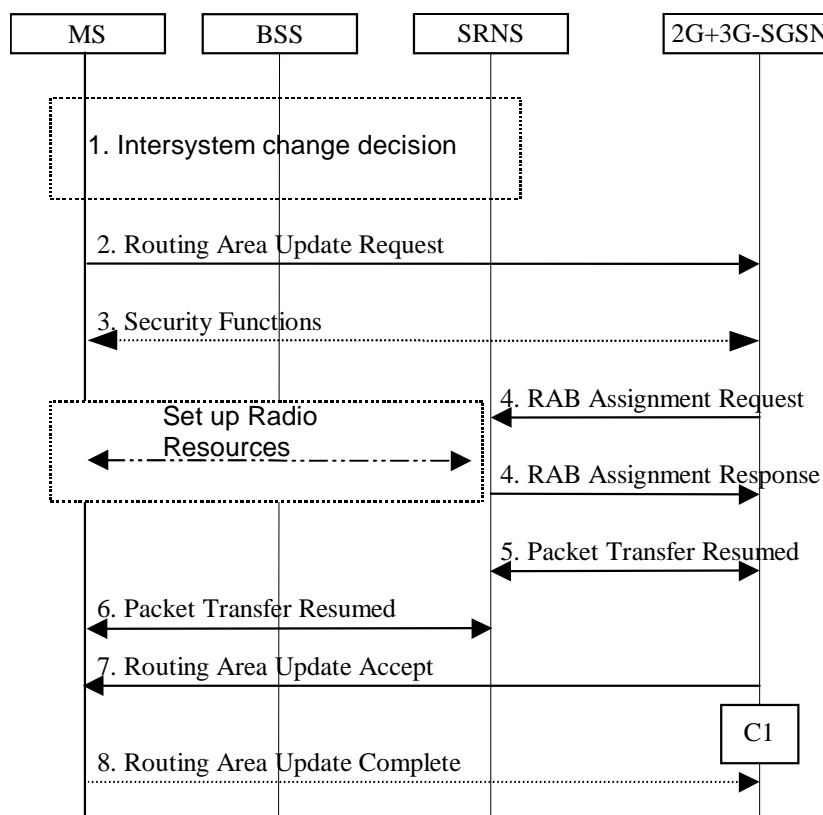 MS BSS SRNS 2G+3G-SGSN
1. Intersystem change decision
2. Routing Area Update Request
3. Security Functions
4. RAB Assignment Request
Set up Radio
Resources
4. RAB Assignment Response
5. Packet Transfer Resumed
6. Packet Transfer Resumed
7. Routing Area Update Accept
C1
8. Routing Area Update Complete